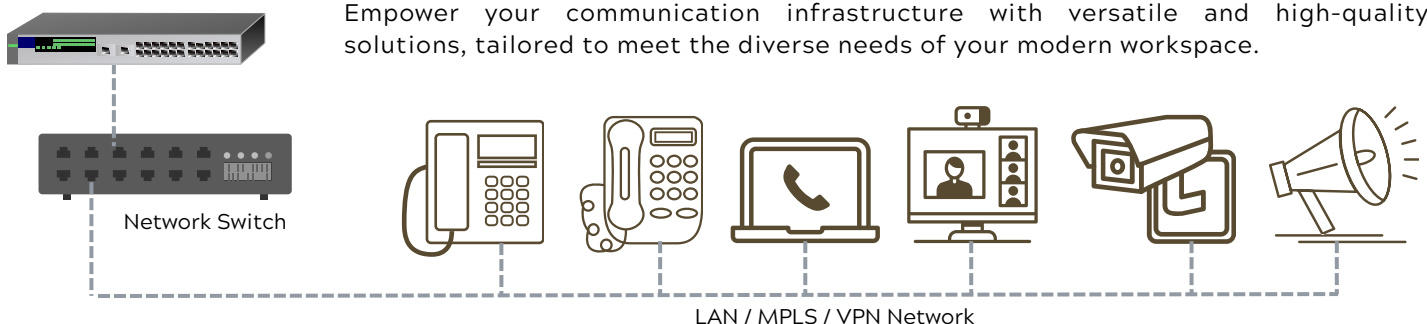 Empower your communication infrastructure with versatile and high-quality
solutions, tailored to meet the diverse needs of your modern workspace.
Network Switch
LAN / MPLS / VPN Network